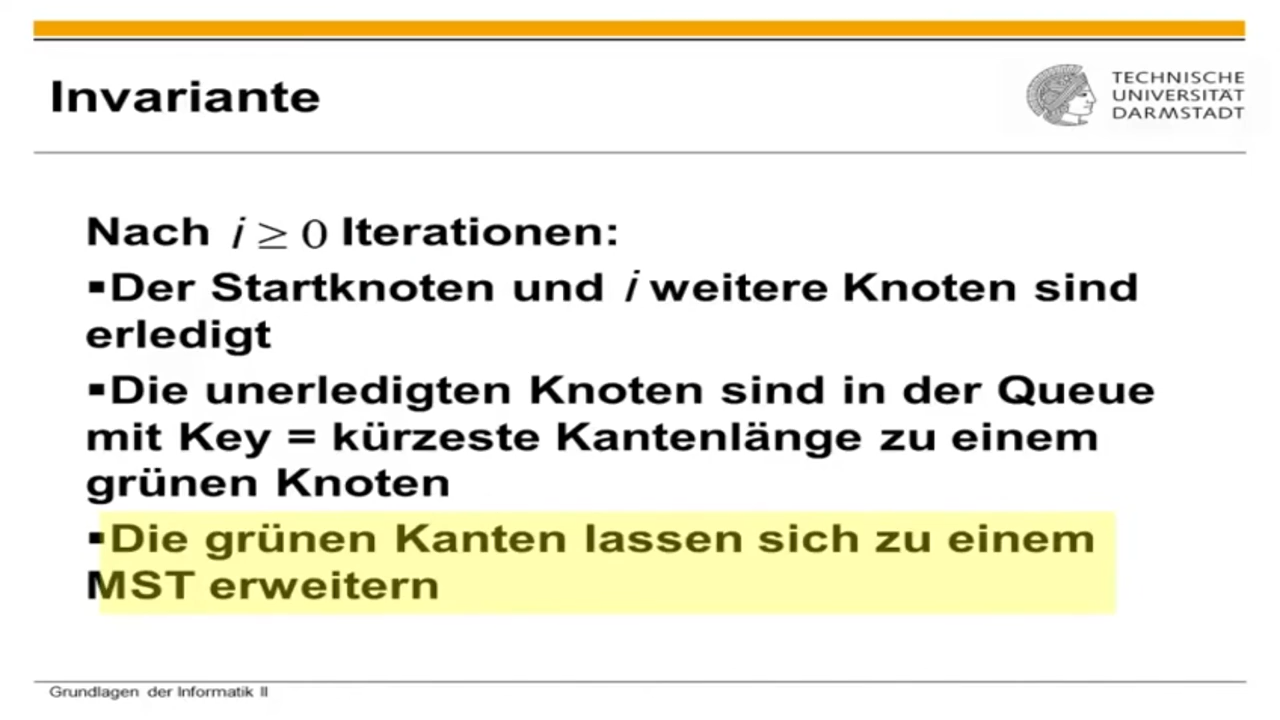 Invariante
TECHNISCHE
UNIVERSITÄT
DARMSTADT
Nach i ≥ 0 Iterationen:
▪Der Startknoten und i weitere Knoten sind
erledigt
▪Die unerledigten Knoten sind in der Queue
mit Key = kürzeste Kantenlänge zu einem
grünen Knoten
▪Die grünen Kanten lassen sich zu einem
MST erweitern
Grundlagen der Informatik II